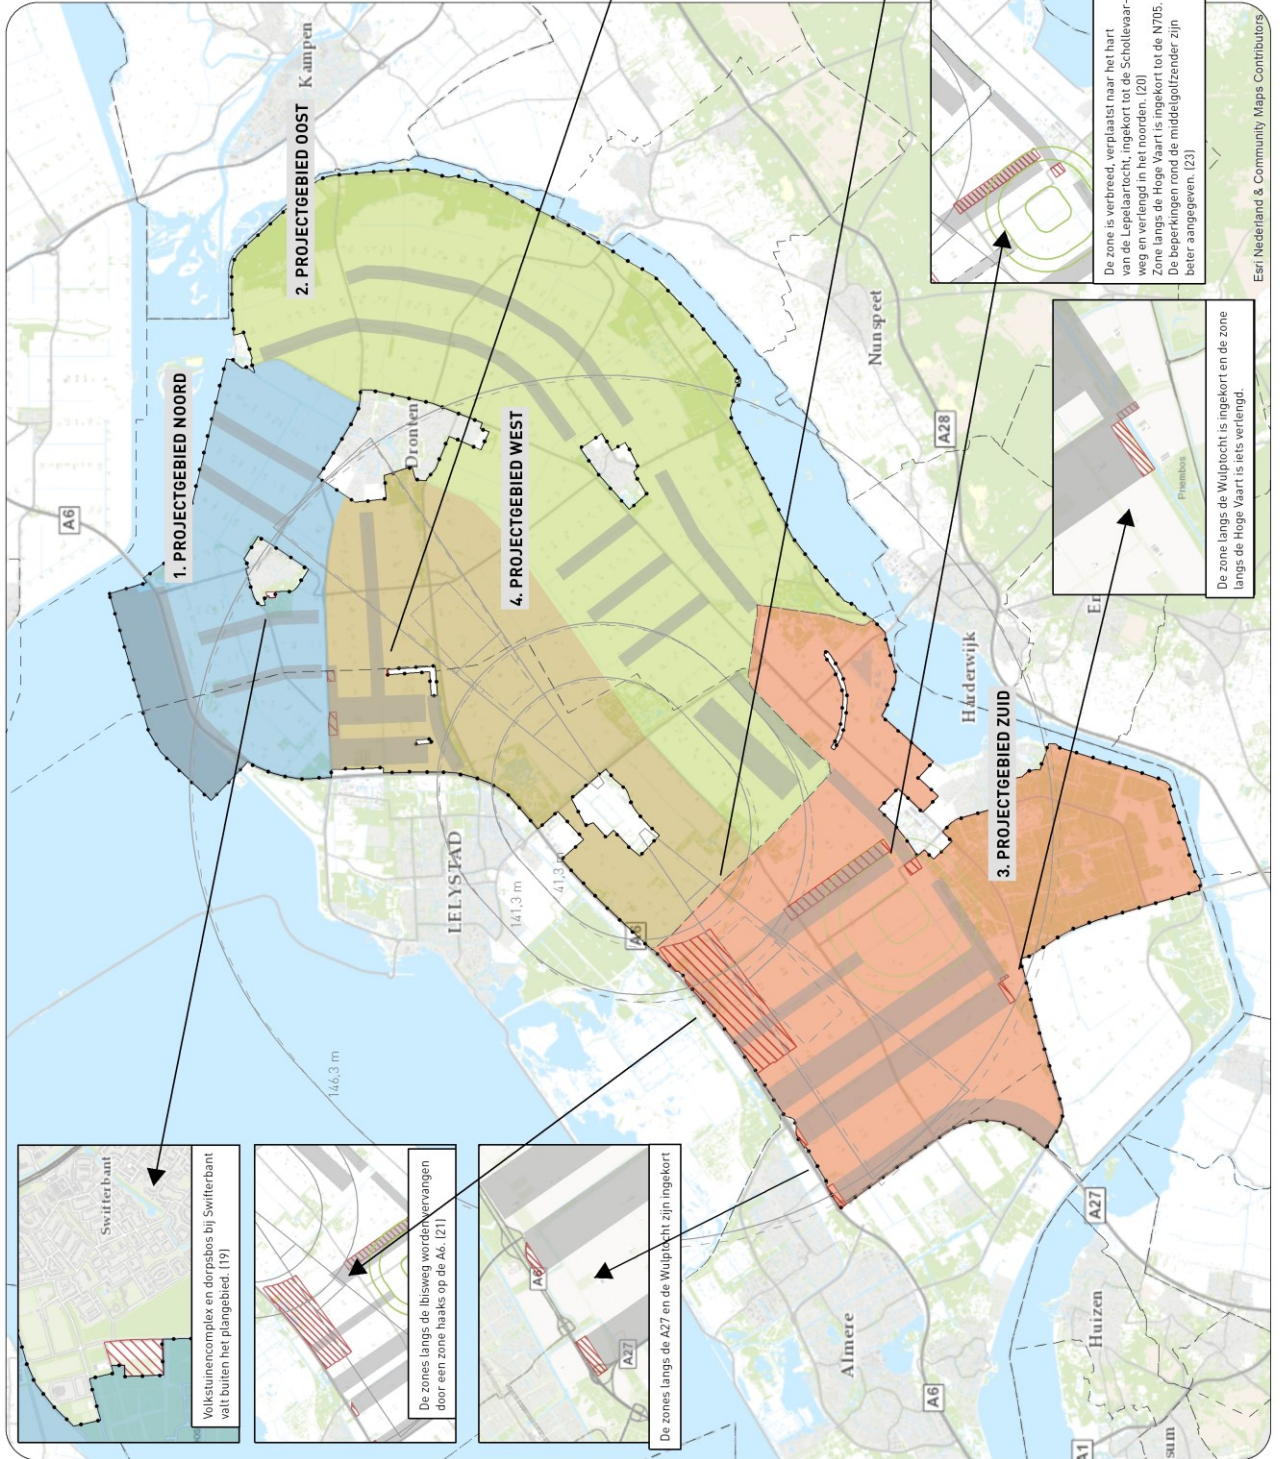 Kampen
2. PROJECTGEBIED OOST
1. PROJECTGEBIED NOORD
A6
Dronten
4. PROJECTGEBIED WEST
Nunspeet
A28
LELYSTAD
141,3 m
41,3 m
A6
146,3 m
Harderwijk
3. PROJECTGEBIED ZUID
Swifterbant
Volkstuinencomplex en dorpsbos bij Swifterbant
valt buiten het plangebied. [19]
De zones langs de Ibisweg worden vervangen
door een zone haaks op de A6. [21]
A6
A27
De zones langs de A27 en de Wulptocht zijn ingekort
Almere
A6
A27
Huizen
A1
sum
De zone is verbreed, verplaatst naar het hart
van de Lepelaartocht, ingekort tot de Schollevaar-
weg en verlengd in het noorden. [20]
Zone langs de Hoge Vaart is ingekort tot de N705.
De beperkingen rond de middelgolfzender zijn
beter aangegeven. [23]
Priembos
De zone langs de Wulptocht is ingekort en de zone
langs de Hoge Vaart is iets verlengd.
Esri Nederland & Community Maps Contributors